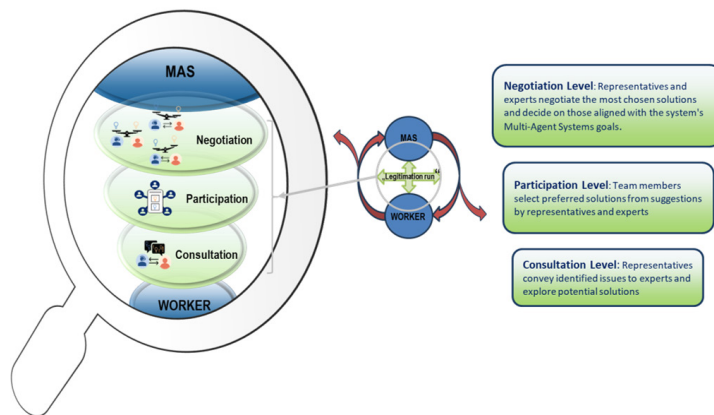 MAS
Negotiation
Participation
Consultation
WORKER
MAS
„Legitimation run“
WORKER
Negotiation Level: Representatives and
experts negotiate the most chosen solutions
and decide on those aligned with the system's
Multi-Agent Systems goals.
Participation Level: Team members
select preferred solutions from suggestions
by representatives and experts
Consultation Level: Representatives
convey identified issues to experts and
explore potential solutions